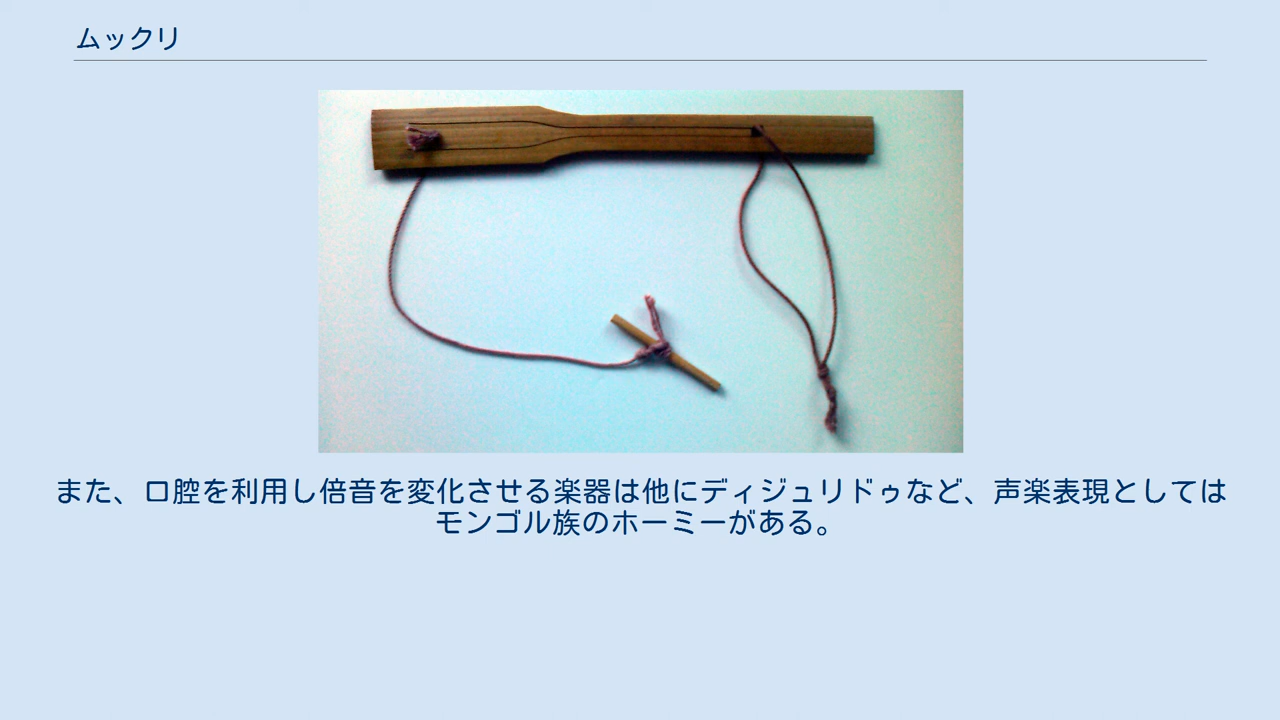 ムックリ
また、口腔を利用し倍音を変化させる楽器は他にディジュリドゥなど、声楽表現としては
モンゴル族のホーミーがある。